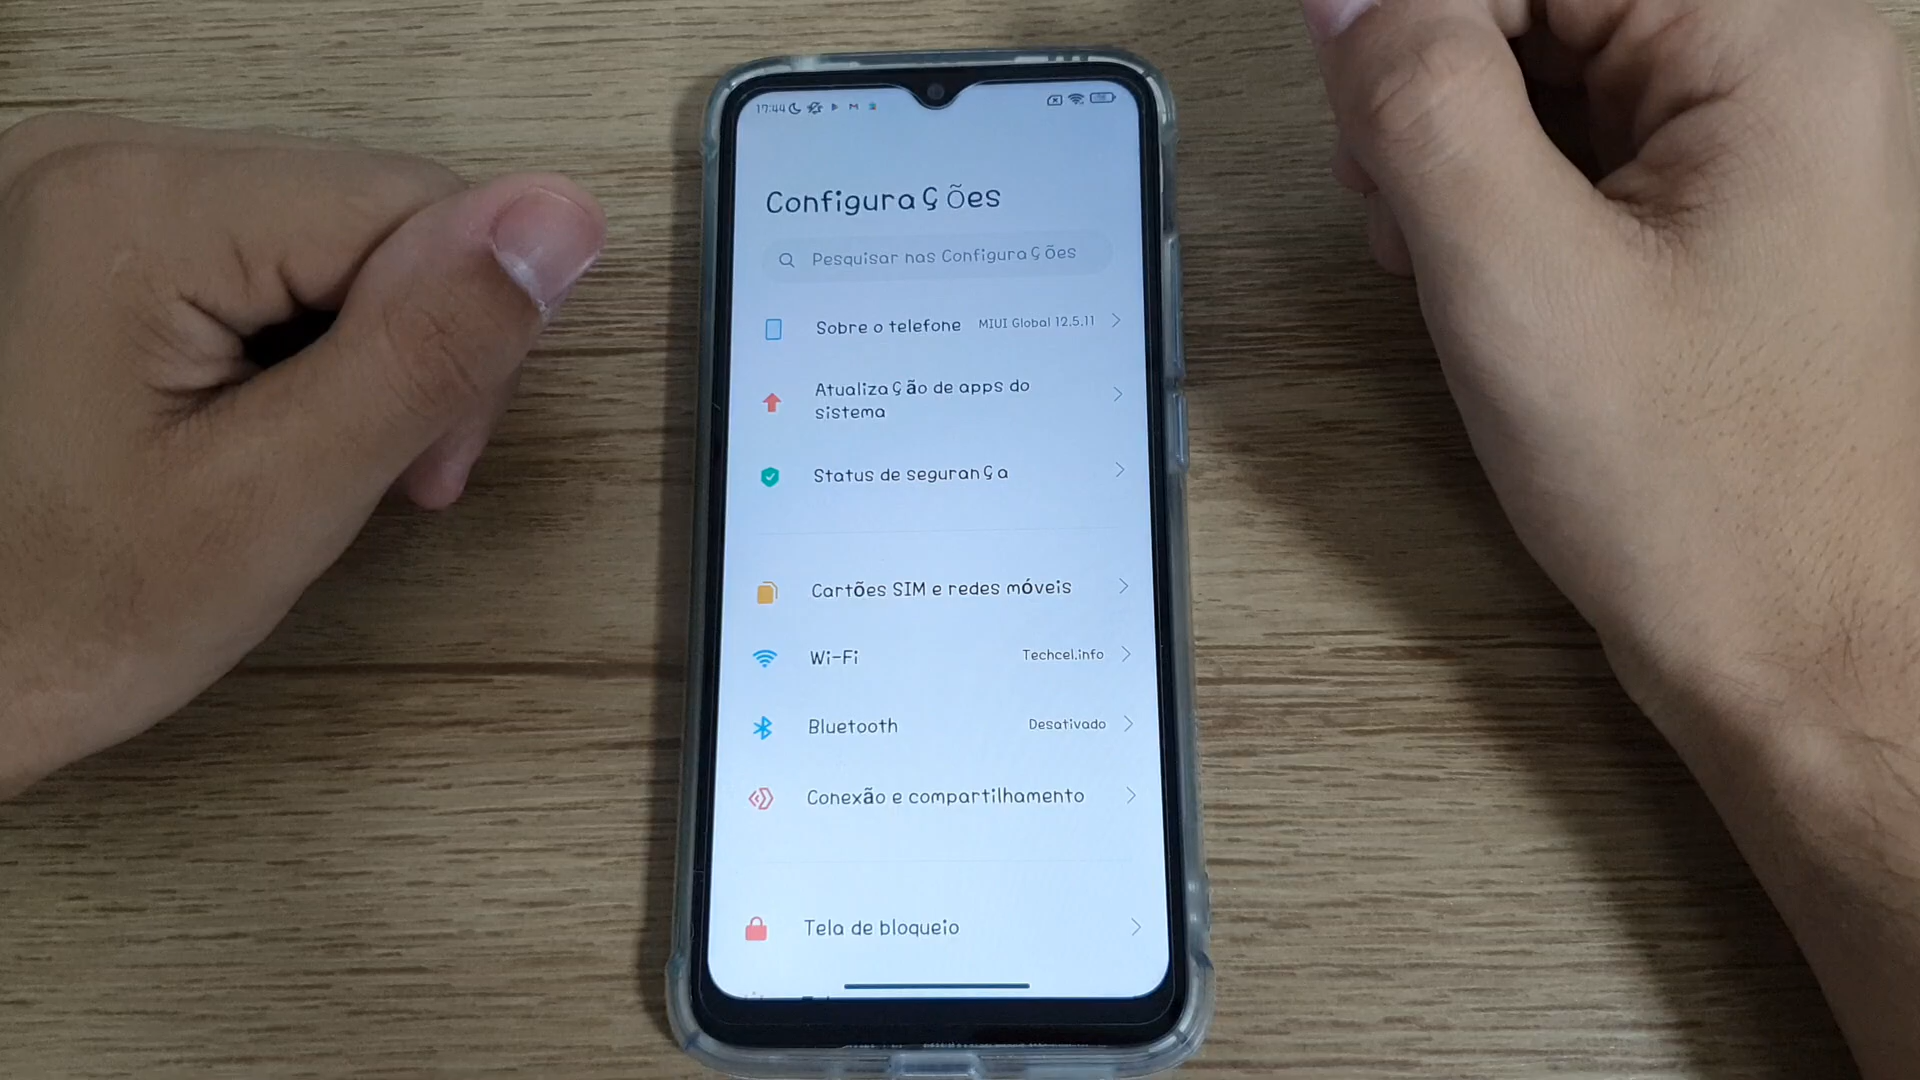 17:44
ConfiguraÇÕes
Pesquisar nas ConfiguraÇões
Sobre o telefone MIUI Global 12.5.11
AtualizaÇão de apps do
sistema
Status de seguranÇa
Cartões SIM e redes móveis
Wi-Fi Techcel.info
Bluetooth Desativado
Conexão e compartilhamento
Tela de bloqueio